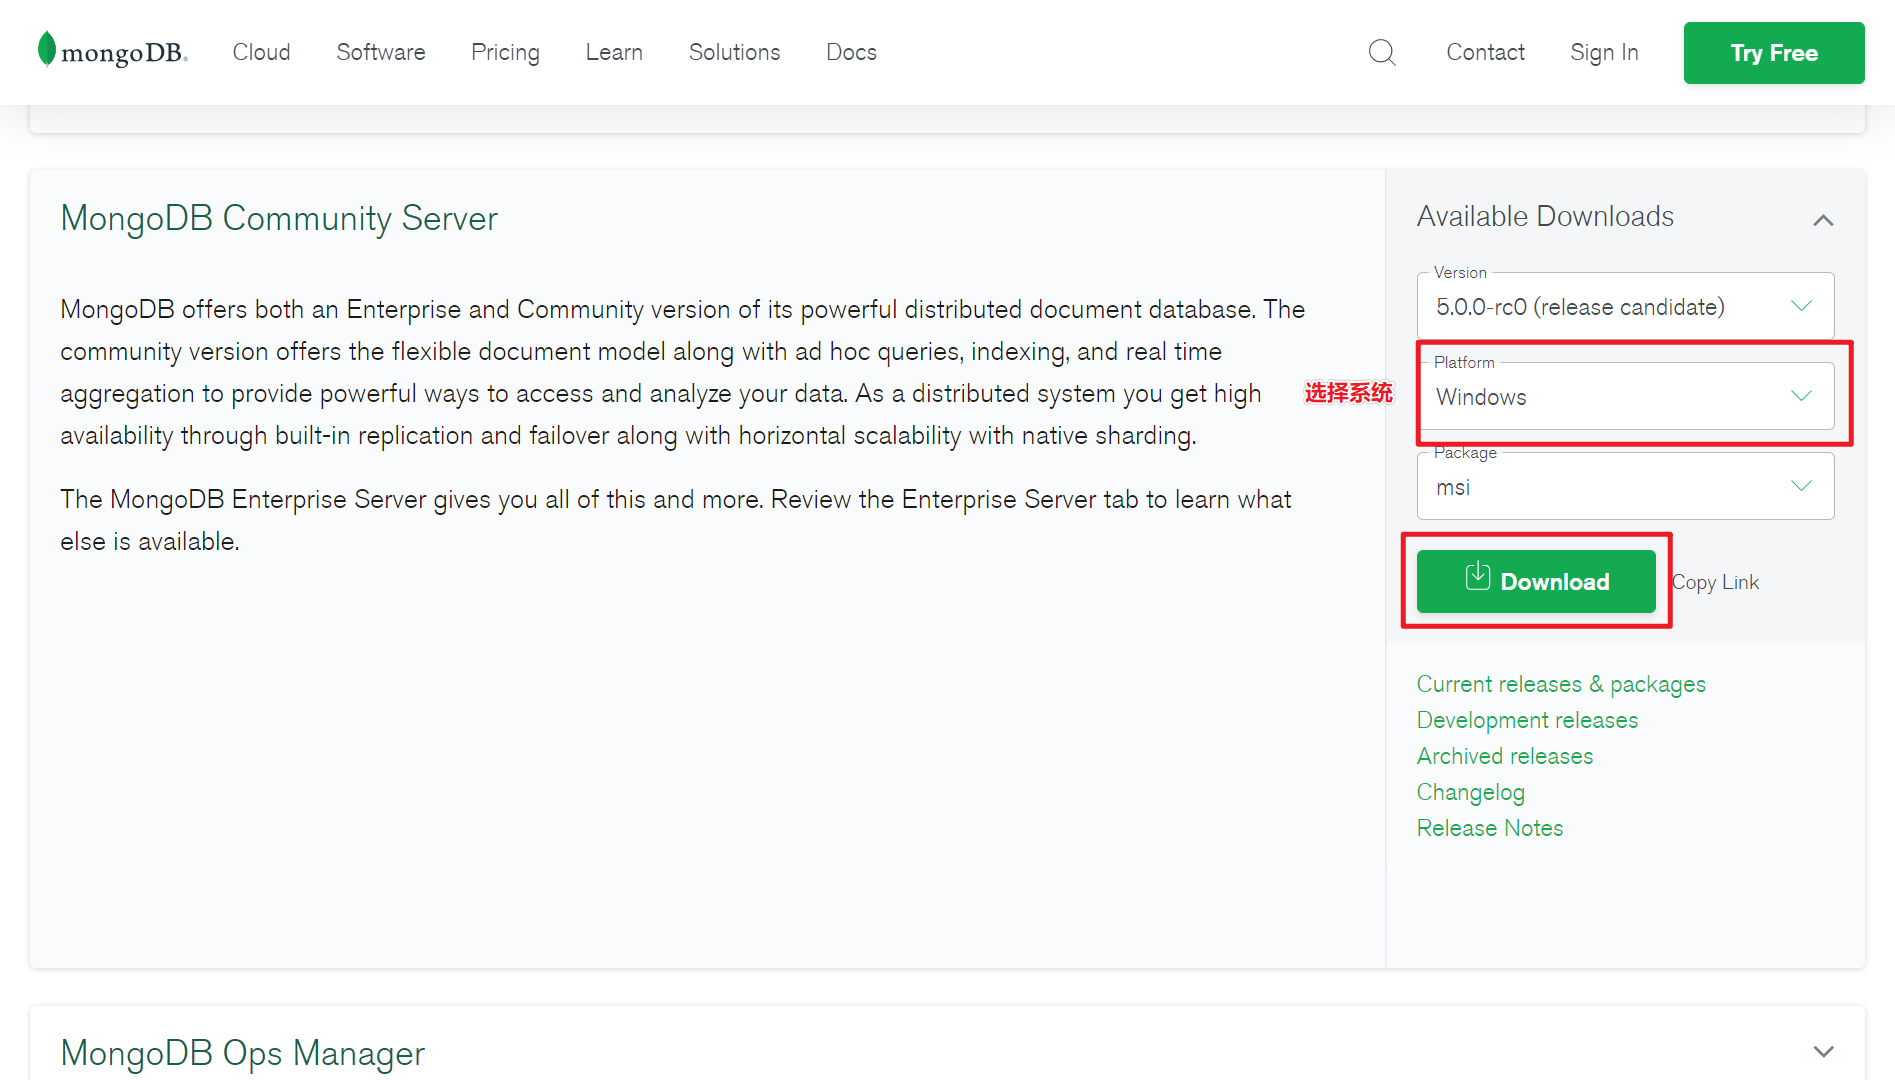 mongoDB®
Cloud
Software
Pricing
Learn
Solutions
Docs
Contact
Sign In
Try Free
MongoDB Community Server
MongoDB offers both an Enterprise and Community version of its powerful distributed document database. The
community version offers the flexible document model along with ad hoc queries, indexing, and real time
aggregation to provide powerful ways to access and analyze your data. As a distributed system you get high
availability through built-in replication and failover along with horizontal scalability with native sharding.
The MongoDB Enterprise Server gives you all of this and more. Review the Enterprise Server tab to learn what
else is available.
Available Downloads
Version
5.0.0-rc0 (release candidate)
选择系统
Platform
Windows
Package
msi
Download
Copy Link
Current releases & packages
Development releases
Archived releases
Changelog
Release Notes
MongoDB Ops Manager